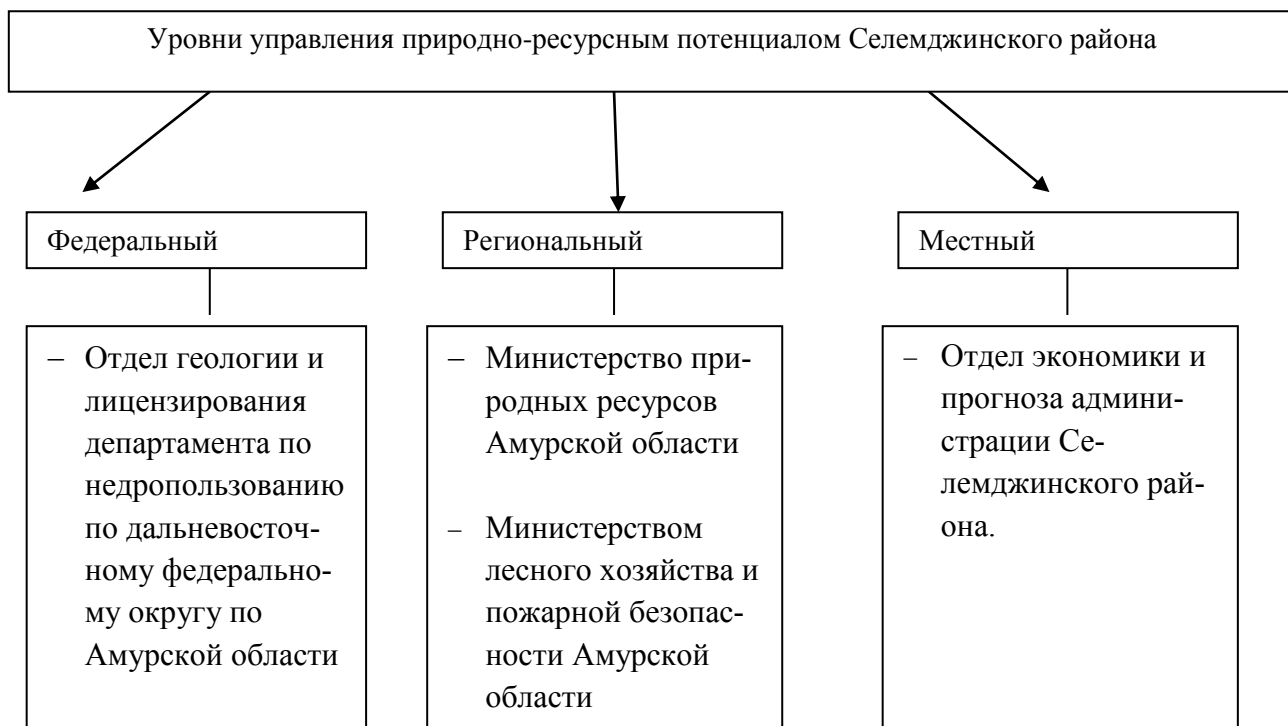 Уровни управления природно-ресурсным потенциалом Селемджинского района
Федеральный
Региональный
Местный
– Отдел геологии и
лицензирования
департамента по
недропользованию
по дальневосточ-
ному федерально-
му округу по
Амурской области
– Министерство при-
родных ресурсов
Амурской области
– Министерством
лесного хозяйства и
пожарной безопас-
ности Амурской
области
– Отдел экономики и
прогноза админи-
страции Се-
лемджинского рай-
она.